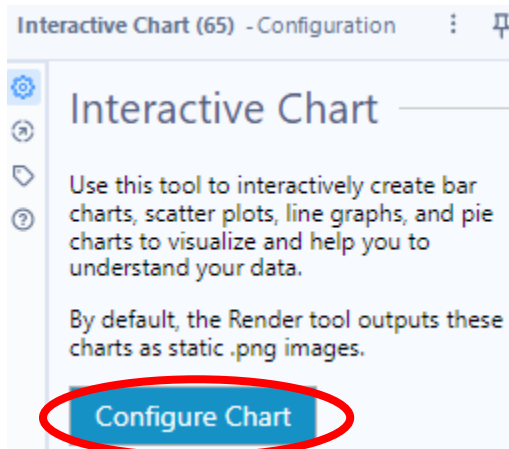 Interactive Chart (65) - Configuration
Interactive Chart
Use this tool to interactively create bar
charts, scatter plots, line graphs, and pie
charts to visualize and help you to
understand your data.
By default, the Render tool outputs these
charts as static .png images.
Configure Chart